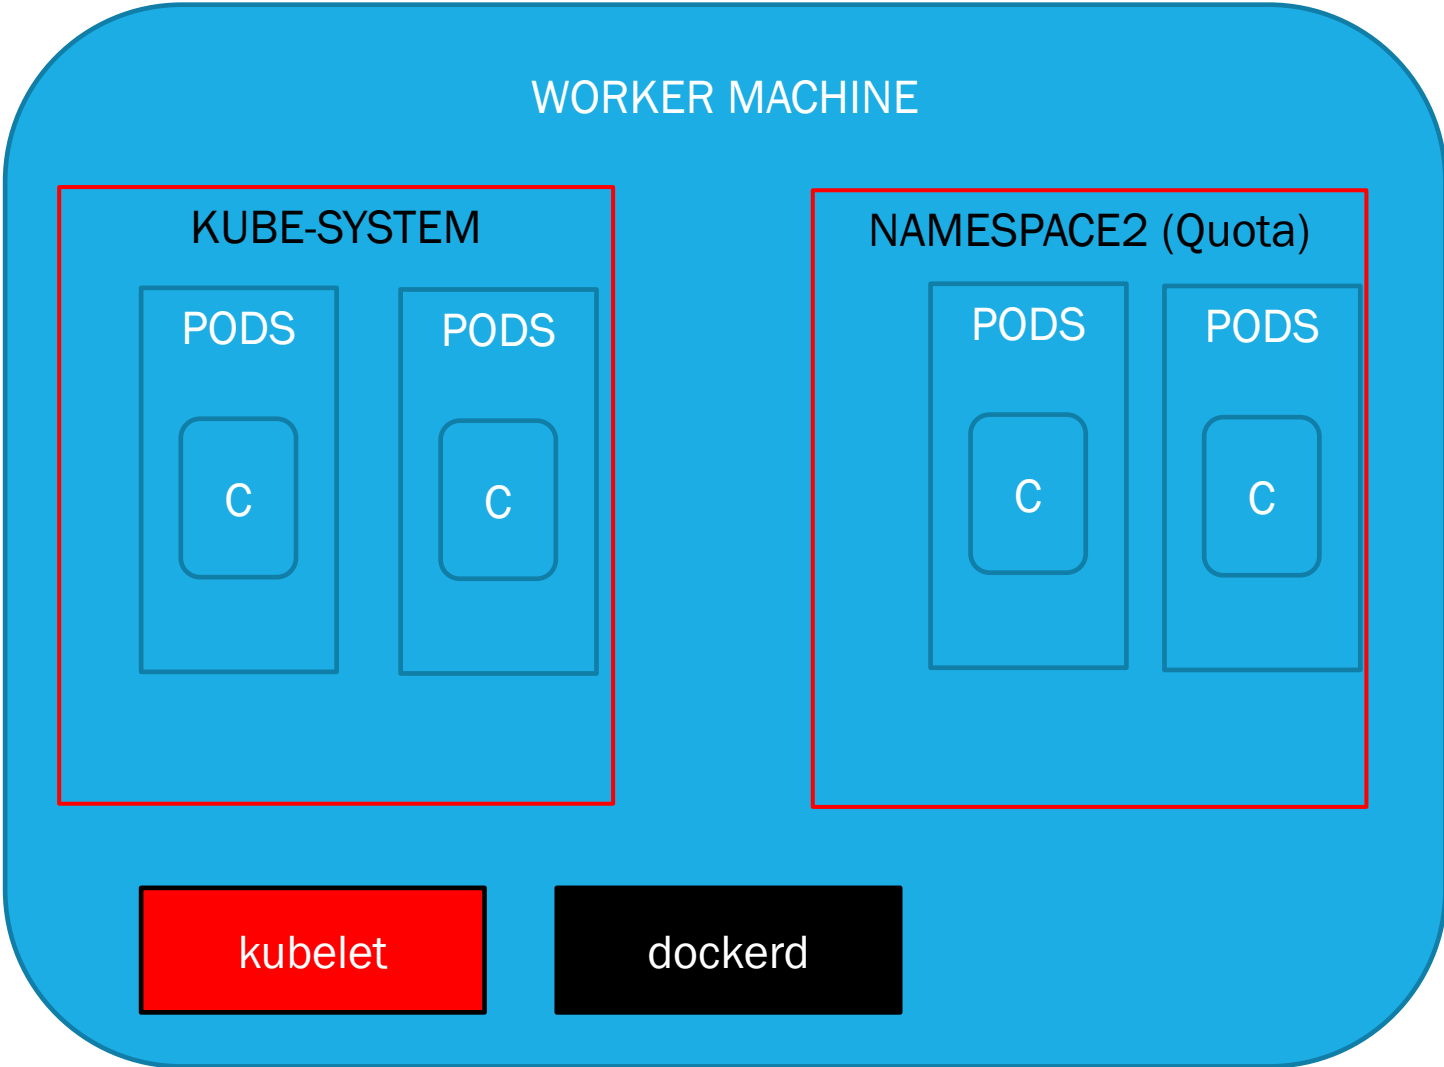 WORKER MACHINE
KUBE-SYSTEM
PODS
C
PODS
C
NAMESPACE2 (Quota)
PODS
C
PODS
C
kubelet
dockerd